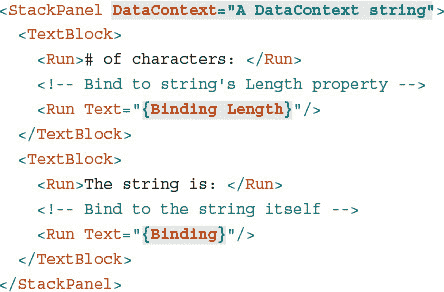 <StackPanel DataContext="A DataContext string">
  <TextBlock>
    <Run># of characters: </Run>
    <!-- Bind to string's Length property -->
    <Run Text="{Binding Length}"/>
  </TextBlock>
  <TextBlock>
    <Run>The string is: </Run>
    <!-- Bind to the string itself -->
    <Run Text="{Binding}"/>
  </TextBlock>
</StackPanel>